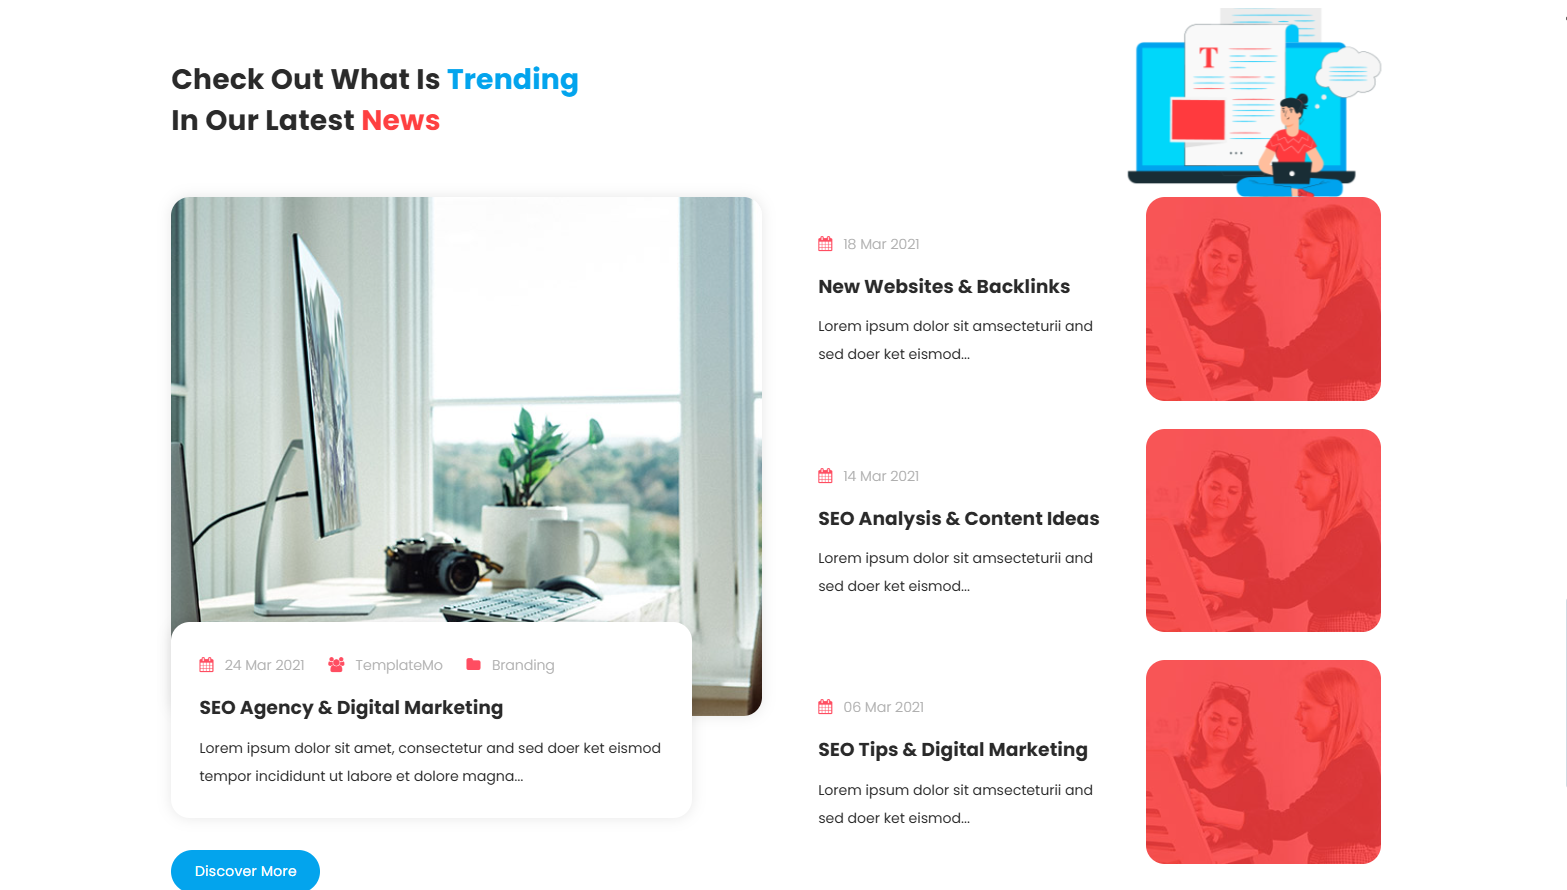 Check Out What Is Trending
In Our Latest News
T
24 Mar 2021 TemplateMo Branding
SEO Agency & Digital Marketing
Lorem ipsum dolor sit amet, consectetur and sed doer ket eismod
tempor incididunt ut labore et dolore magna...
Discover More
18 Mar 2021
New Websites & Backlinks
Lorem ipsum dolor sit amsecteturii and
sed doer ket eismod...
14 Mar 2021
SEO Analysis & Content Ideas
Lorem ipsum dolor sit amsecteturii and
sed doer ket eismod...
06 Mar 2021
SEO Tips & Digital Marketing
Lorem ipsum dolor sit amsecteturii and
sed doer ket eismod...